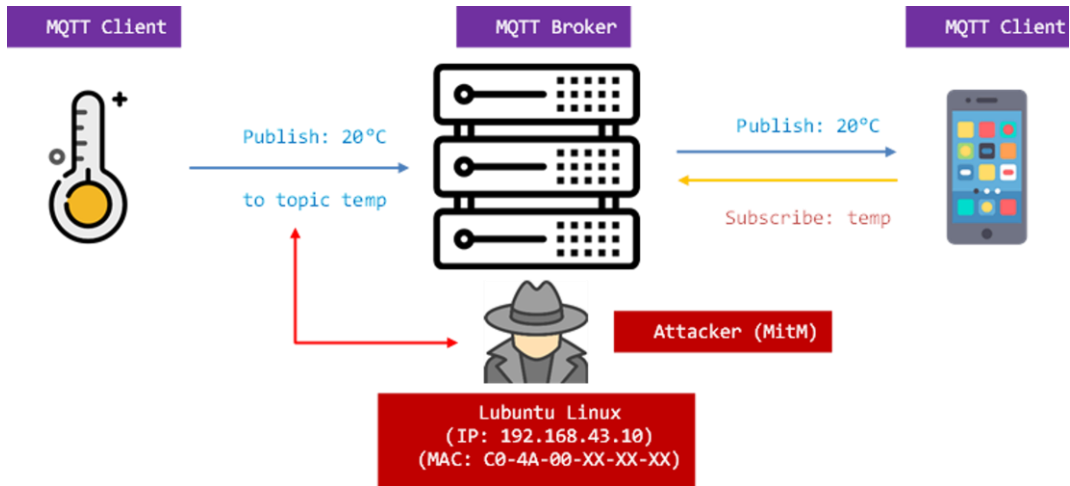 MQTT Client
MQTT Broker
MQTT Client
Publish: 20°C
to topic temp
Publish: 20°C
Subscribe: temp
Attacker (MitM)
Lubuntu Linux
(IP: 192.168.43.10)
(MAC: C0-4A-00-XX-XX-XX)